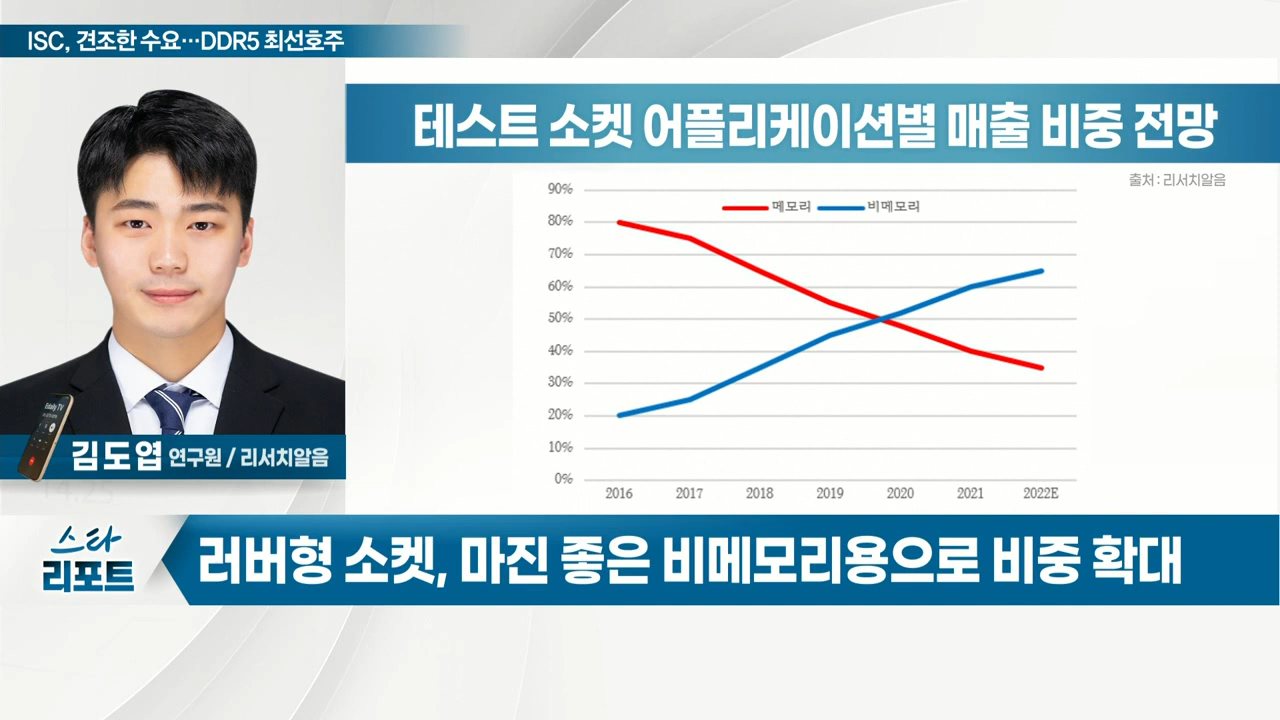 ISC, 견조한 수요…DDR5 최선호주
테스트 소켓 어플리케이션별 매출 비중 전망
출처 : 리서치알음
메모리 비메모리
90%
80%
70%
60%
50%
40%
30%
20%
10%
0%
2016 2017 2018 2019 2020 2021 2022E
Edaily TV
김도엽 연구원 / 리서치알음
14.25
스타
리포트
러버형 소켓, 마진 좋은 비메모리용으로 비중 확대